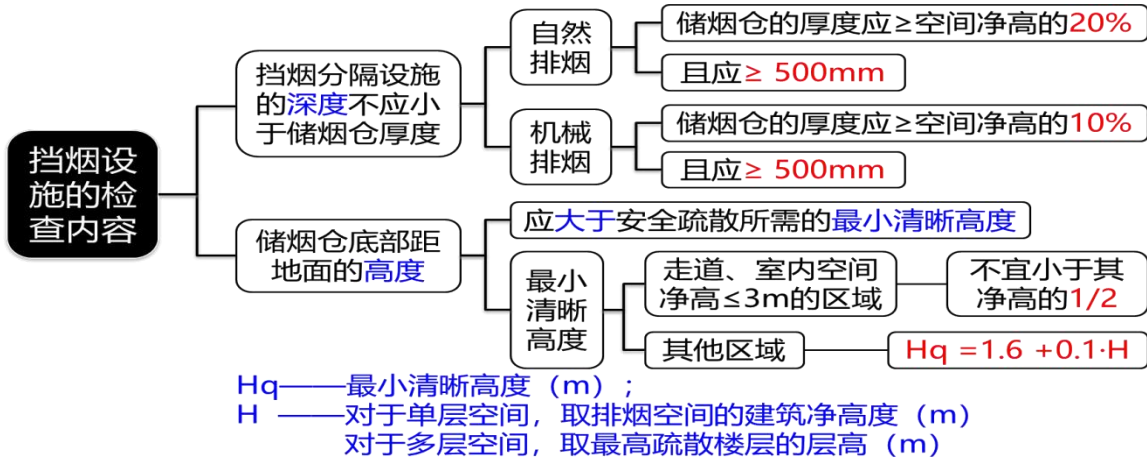 挡烟设
施的检
查内容
挡烟分隔设施
的深度不应小
于储烟仓厚度
自然
排烟
储烟仓的厚度应≥空间净高的20%
且应≥ 500mm
机械
排烟
储烟仓的厚度应≥空间净高的10%
且应≥ 500mm
储烟仓底部距
地面的高度
应大于安全疏散所需的最小清晰高度
最小
清晰
高度
走道、室内空间
净高≤3m的区域
不宜小于其
净高的1/2
其他区域
Hq =1.6 +0.1·H
Hq——最小清晰高度（m）;
H ——对于单层空间，取排烟空间的建筑净高度（m）
对于多层空间，取最高疏散楼层的层高（m）